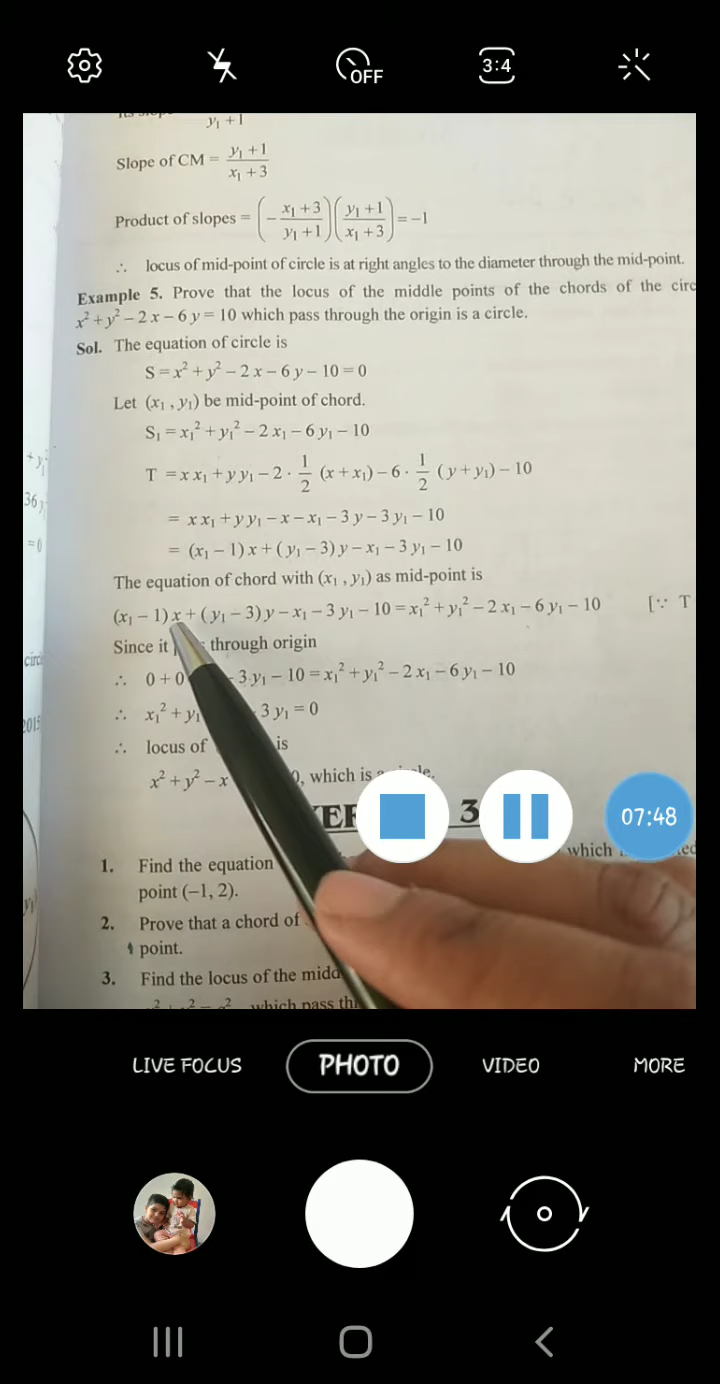 OFF
3:4
y₁ + 1
Slope of CM = (y₁ + 1)/(x₁ + 3)
Product of slopes = (− (x₁ + 3)/(y₁ + 1)) ((y₁ + 1)/(x₁ + 3)) = −1
∴ locus of mid-point of circle is at right angles to the diameter through the mid-point.
Example 5. Prove that the locus of the middle points of the chords of the circ
x² + y² − 2x − 6y = 10 which pass through the origin is a circle.
Sol. The equation of circle is
S = x² + y² − 2x − 6y − 10 = 0
Let (x₁, y₁) be mid-point of chord.
S₁ = x₁² + y₁² − 2x₁ − 6y₁ − 10
T = xx₁ + yy₁ − 2 · 1/2 (x + x₁) − 6 · 1/2 (y + y₁) − 10
= xx₁ + yy₁ − x − x₁ − 3y − 3y₁ − 10
= (x₁ − 1)x + (y₁ − 3)y − x₁ − 3y₁ − 10
The equation of chord with (x₁, y₁) as mid-point is
(x₁ − 1)x + (y₁ − 3)y − x₁ − 3y₁ − 10 = x₁² + y₁² − 2x₁ − 6y₁ − 10 [∵ T
Since it through origin
∴ 0 + 0 − 3y₁ − 10 = x₁² + y₁² − 2x₁ − 6y₁ − 10
∴ x₁² + y₁ 3y₁ = 0
∴ locus of is
x² + y² − x 0, which is
3
07:48
1. Find the equation which
point (−1, 2).
2. Prove that a chord of
point.
3. Find the locus of the midd
which pass th
LIVE FOCUS
PHOTO
VIDEO
MORE